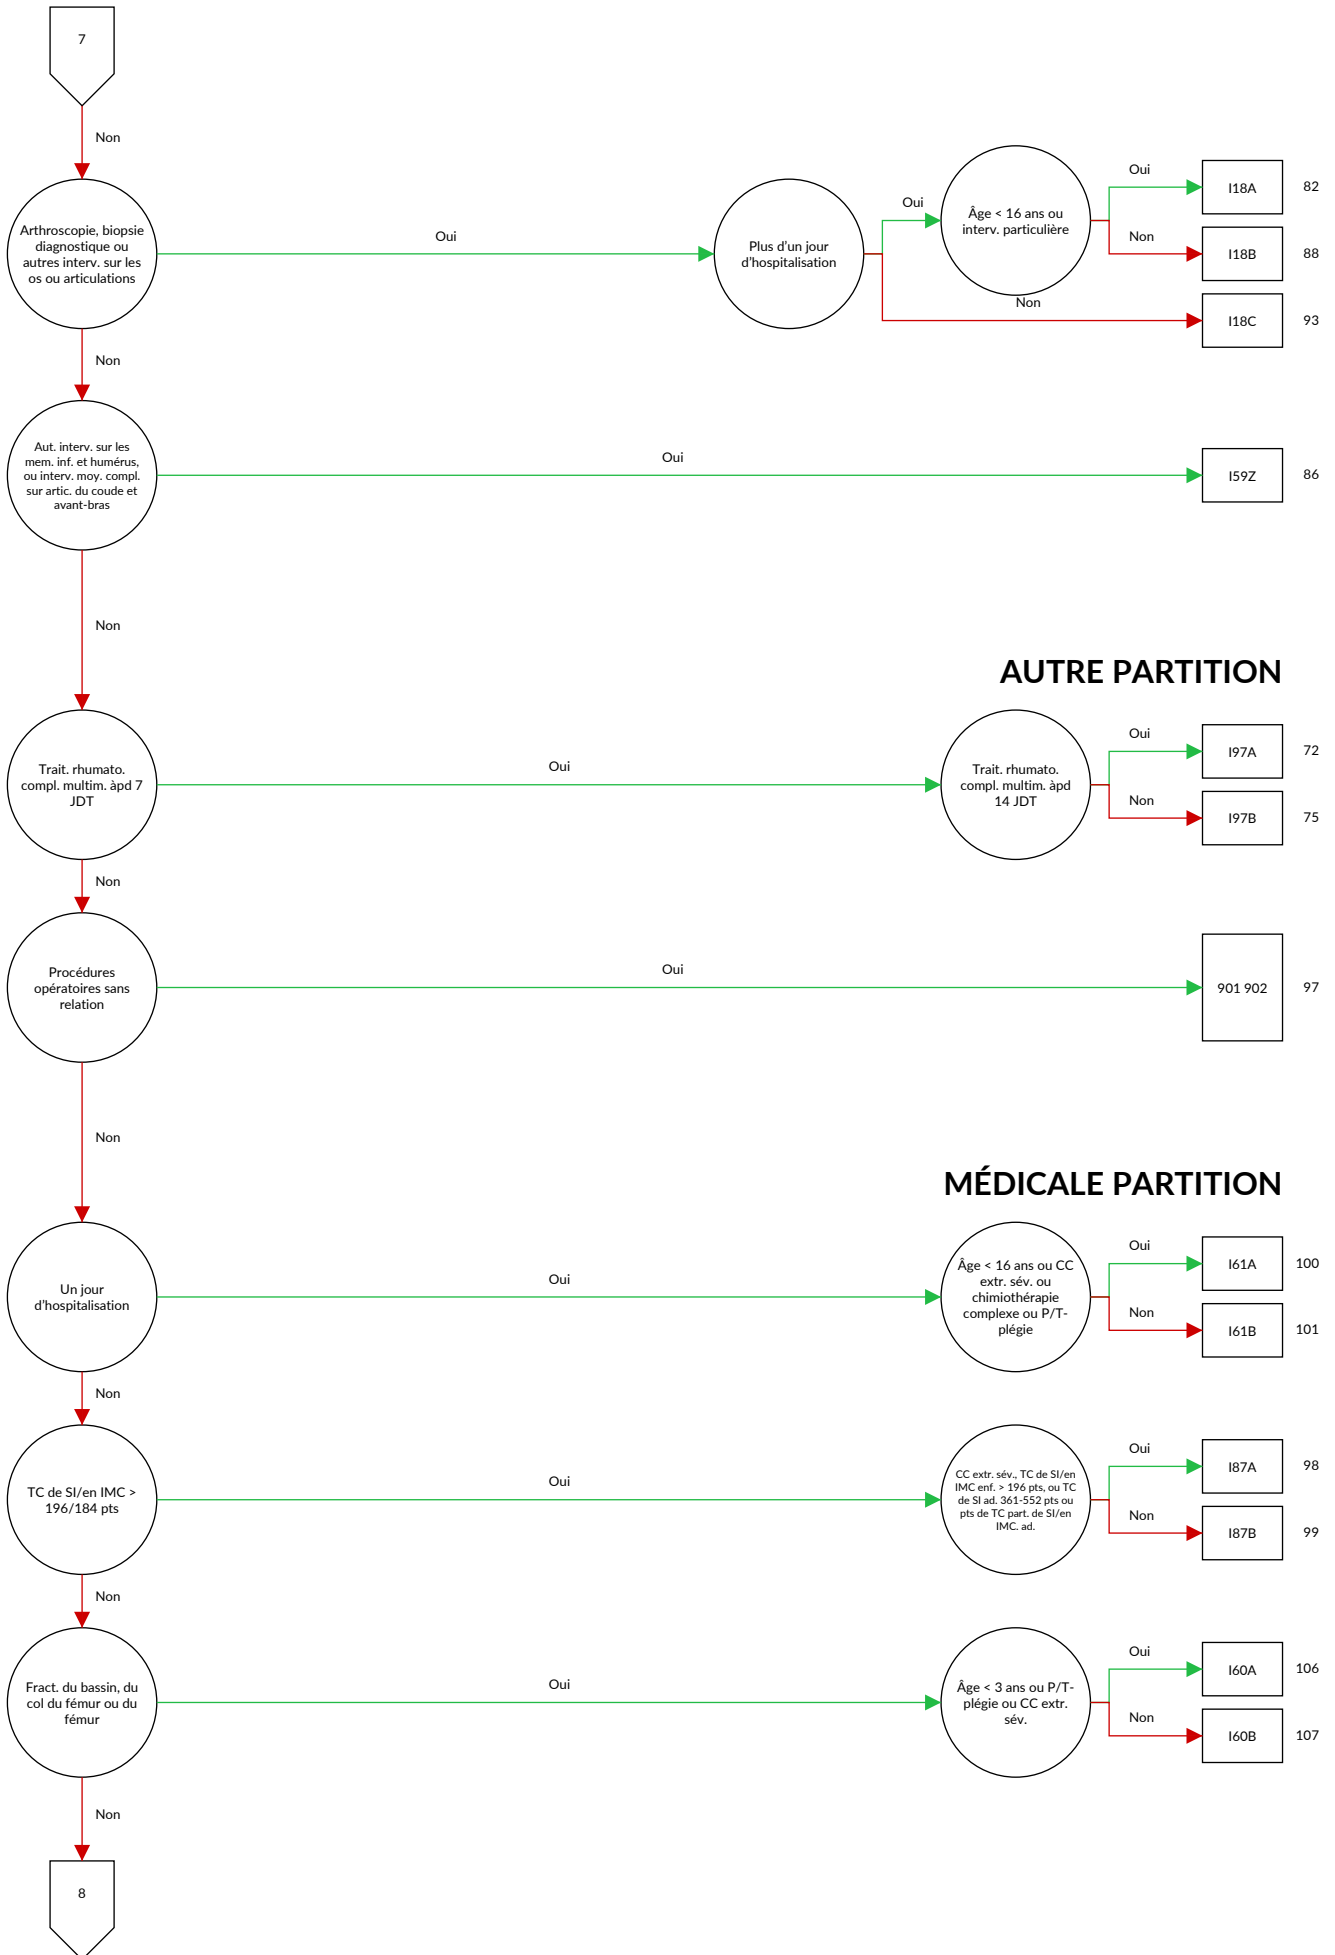 7
Non
Arthroscopie, biopsie
diagnostique ou
autres interv. sur les
os ou articulations
Oui
Plus d'un jour
d'hospitalisation
Oui
Âge < 16 ans ou
interv. particulière
Oui
I18A
82
Non
I18B
88
Non
I18C
93
Non
Aut. interv. sur les
mem. inf. et humérus,
ou interv. moy. compl.
sur artic. du coude et
avant-bras
Oui
I59Z
86
Non
AUTRE PARTITION
Trait. rhumato.
compl. multim. àpd 7
JDT
Oui
Trait. rhumato.
compl. multim. àpd
14 JDT
Oui
I97A
72
Non
I97B
75
Non
Procédures
opératoires sans
relation
Oui
901 902
97
Non
MÉDICALE PARTITION
Un jour
d'hospitalisation
Oui
Âge < 16 ans ou CC
extr. sév. ou
chimiothérapie
complexe ou P/T-
plégie
Oui
I61A
100
Non
I61B
101
Non
TC de SI/en IMC >
196/184 pts
Oui
CC extr. sév., TC de SI/en
IMC enf. > 196 pts, ou TC
de SI ad. 361-552 pts ou
pts de TC part. de SI/en
IMC. ad.
Oui
I87A
98
Non
I87B
99
Non
Fract. du bassin, du
col du fémur ou du
fémur
Oui
Âge < 3 ans ou P/T-
plégie ou CC extr.
sév.
Oui
I60A
106
Non
I60B
107
Non
8